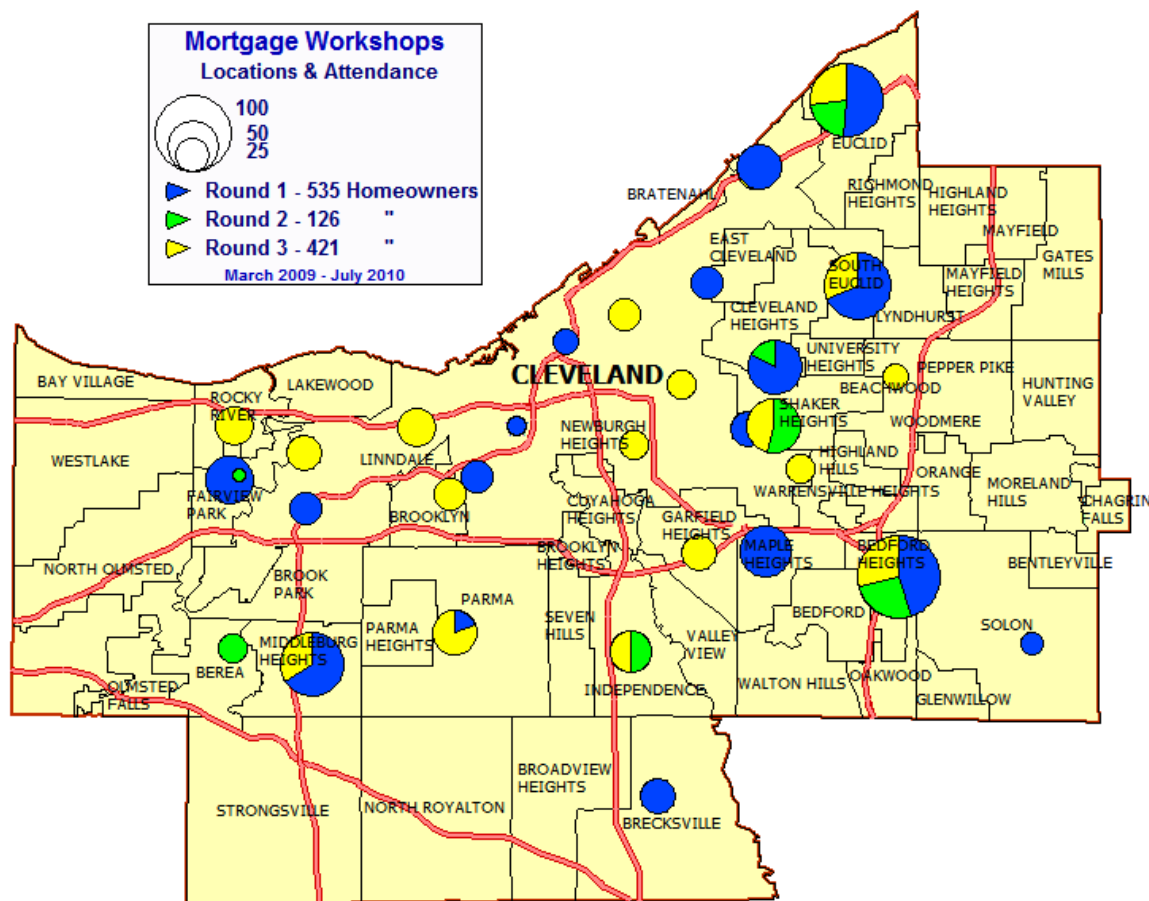 Mortgage Workshops
Locations & Attendance
100
50
25
Round 1 - 535 Homeowners
Round 2 - 126 "
Round 3 - 421 "
March 2009 - July 2010
EUCLID
BRATENAHL
RICHMOND
HEIGHTS
HIGHLAND
HEIGHTS
MAYFIELD
EAST
CLEVELAND
SOUTH
EUCLID
MAYFIELD
HEIGHTS
GATES
MILLS
CLEVELAND
HEIGHTS
LYNDHURST
UNIVERSITY
HEIGHTS
PEPPER PIKE
BEACHWOOD
HUNTING
VALLEY
CLEVELAND
BAY VILLAGE
LAKEWOOD
ROCKY
RIVER
SHAKER
HEIGHTS
WOODMERE
NEWBURGH
HEIGHTS
WESTLAKE
LINNDALE
HIGHLAND
HILLS
ORANGE
WARRENSVILLE HEIGHTS
MORELAND
HILLS
CHAGRIN
FALLS
FAIRVIEW
PARK
CUYAHOGA
HEIGHTS
BROOKLYN
GARFIELD
HEIGHTS
MAPLE
HEIGHTS
BEDFORD
HEIGHTS
BROOKLYN
HEIGHTS
BENTLEYVILLE
NORTH OLMSTED
BROOK
PARK
PARMA
BEDFORD
SEVEN
HILLS
SOLON
PARMA
HEIGHTS
MIDDLEBURG
HEIGHTS
VALLEY
VIEW
BEREA
OLMSTED
FALLS
INDEPENDENCE
WALTON HILLS
OAKWOOD
GLENWILLOW
BROADVIEW
HEIGHTS
STRONGSVILLE
NORTH ROYALTON
BRECKSVILLE